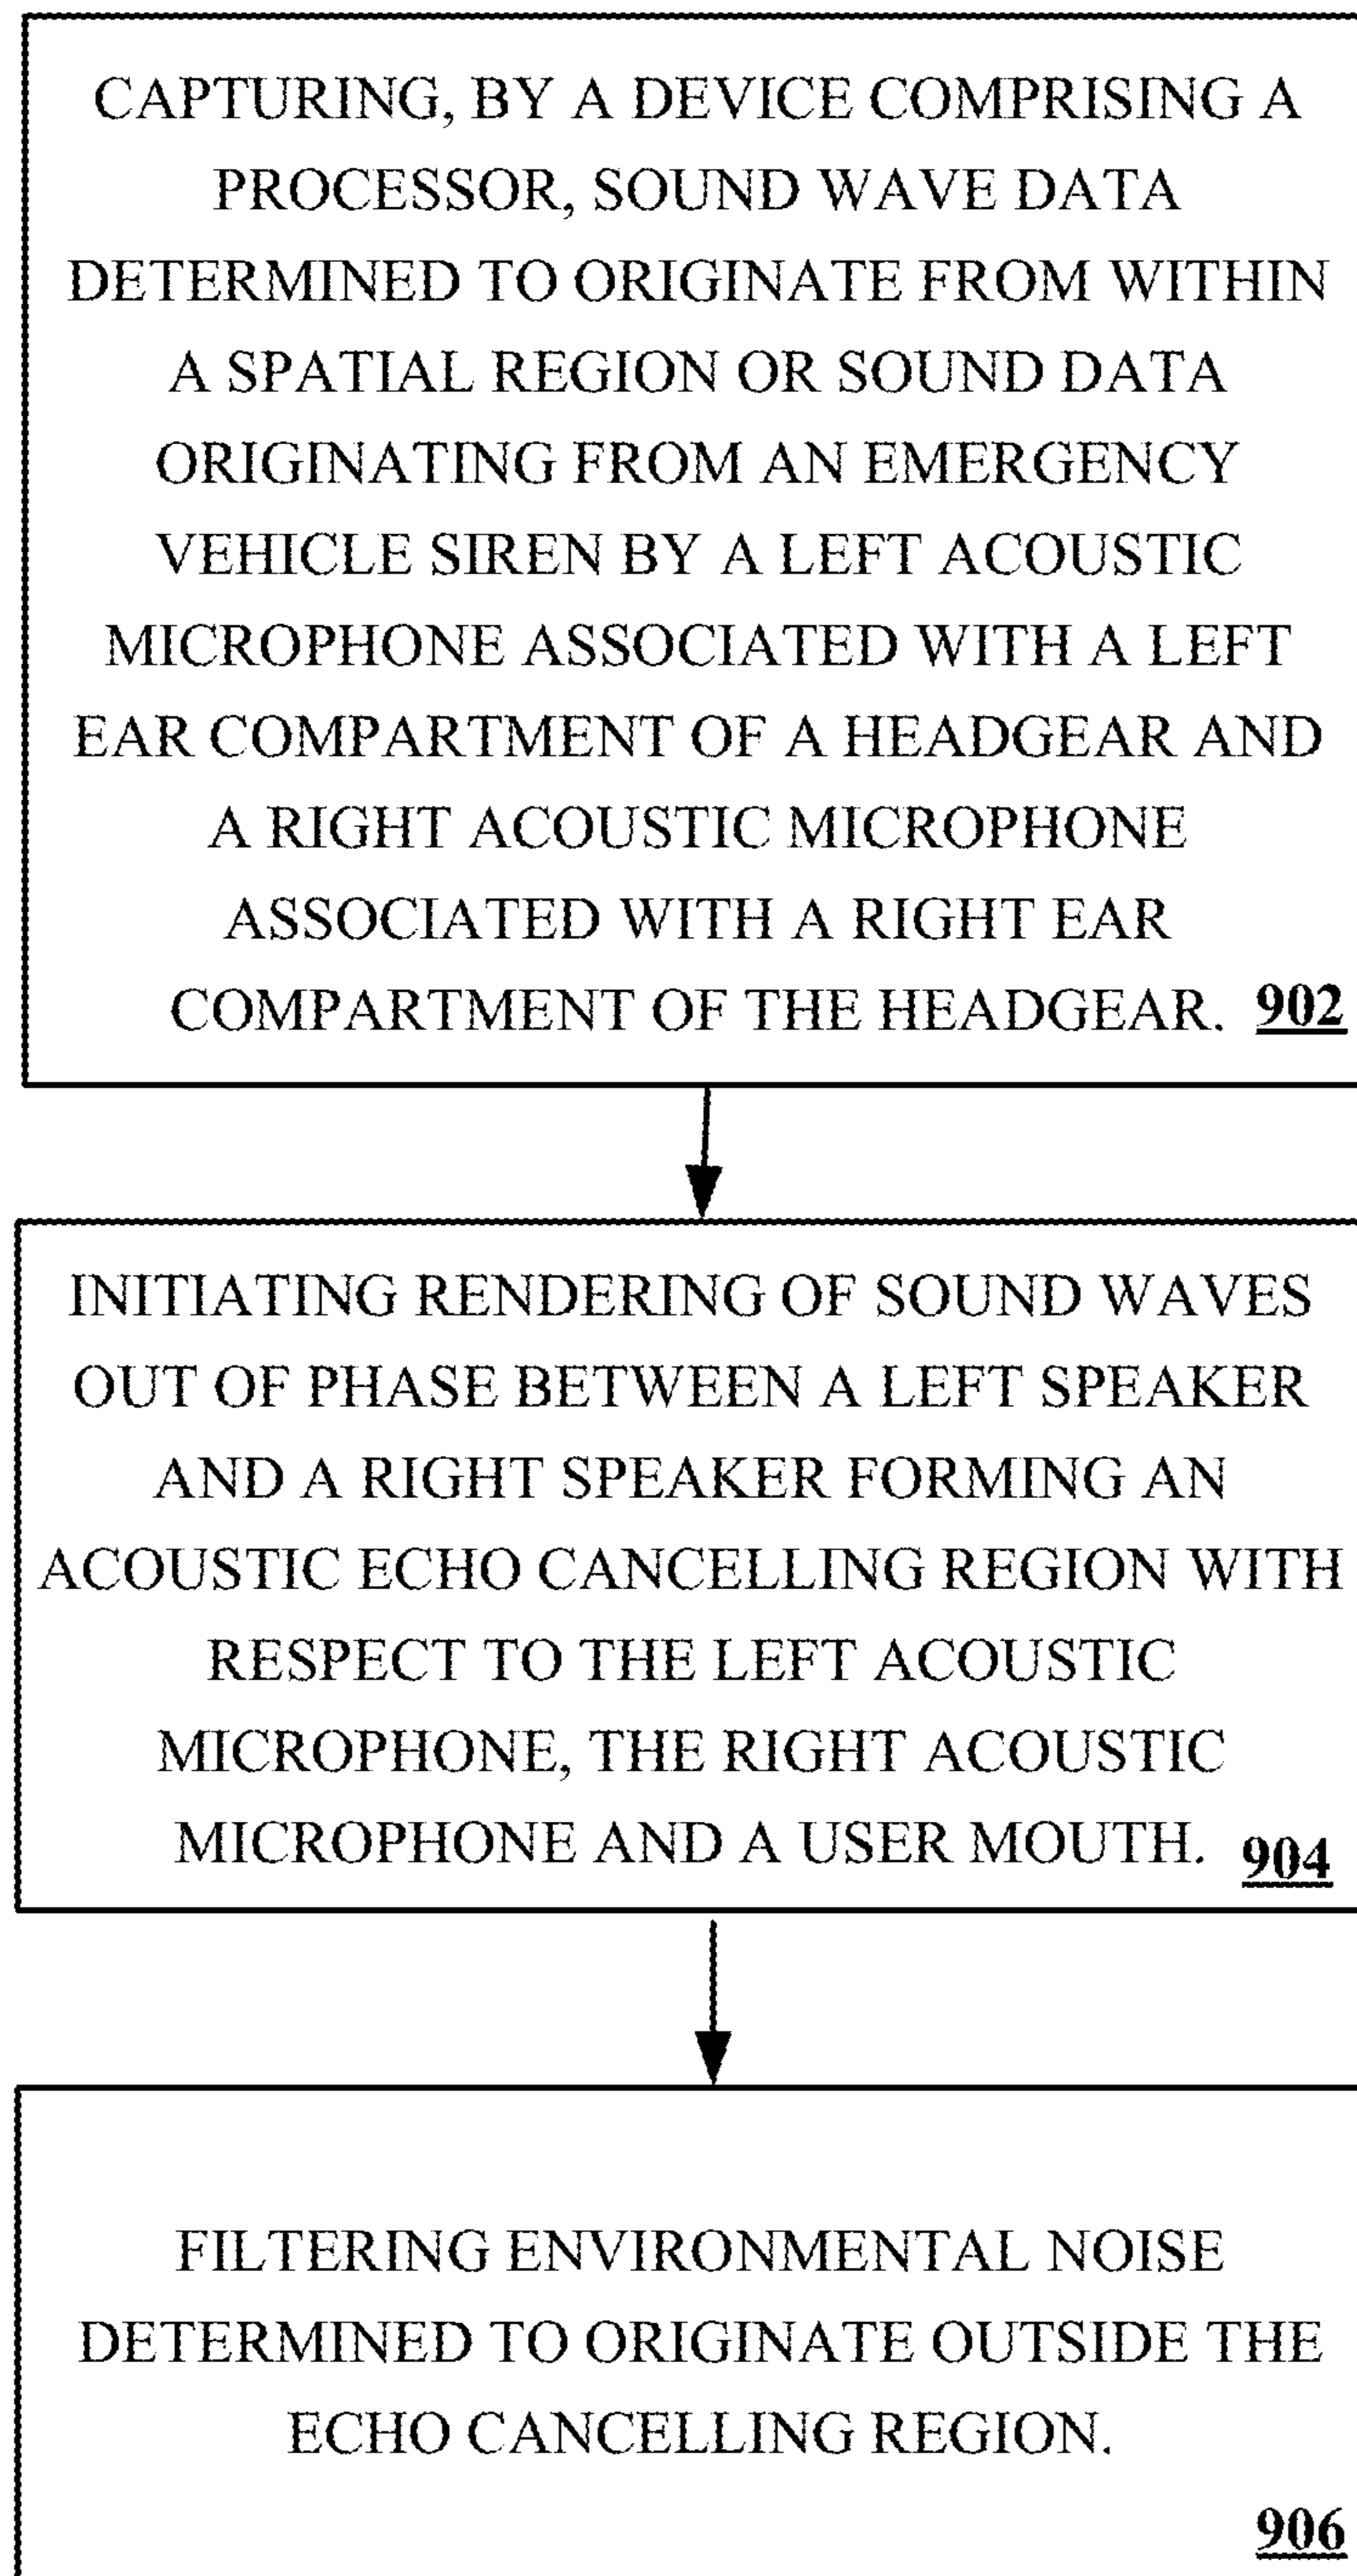 CAPTURING, BY A DEVICE COMPRISING A
PROCESSOR, SOUND WAVE DATA
DETERMINED TO ORIGINATE FROM WITHIN
A SPATIAL REGION OR SOUND DATA
ORIGINATING FROM AN EMERGENCY
VEHICLE SIREN BY A LEFT ACOUSTIC
MICROPHONE ASSOCIATED WITH A LEFT
EAR COMPARTMENT OF A HEADGEAR AND
A RIGHT ACOUSTIC MICROPHONE
ASSOCIATED WITH A RIGHT EAR
COMPARTMENT OF THE HEADGEAR. 902
INITIATING RENDERING OF SOUND WAVES
OUT OF PHASE BETWEEN A LEFT SPEAKER
AND A RIGHT SPEAKER FORMING AN
ACOUSTIC ECHO CANCELLING REGION WITH
RESPECT TO THE LEFT ACOUSTIC
MICROPHONE, THE RIGHT ACOUSTIC
MICROPHONE AND A USER MOUTH. 904
FILTERING ENVIRONMENTAL NOISE
DETERMINED TO ORIGINATE OUTSIDE THE
ECHO CANCELLING REGION.
906